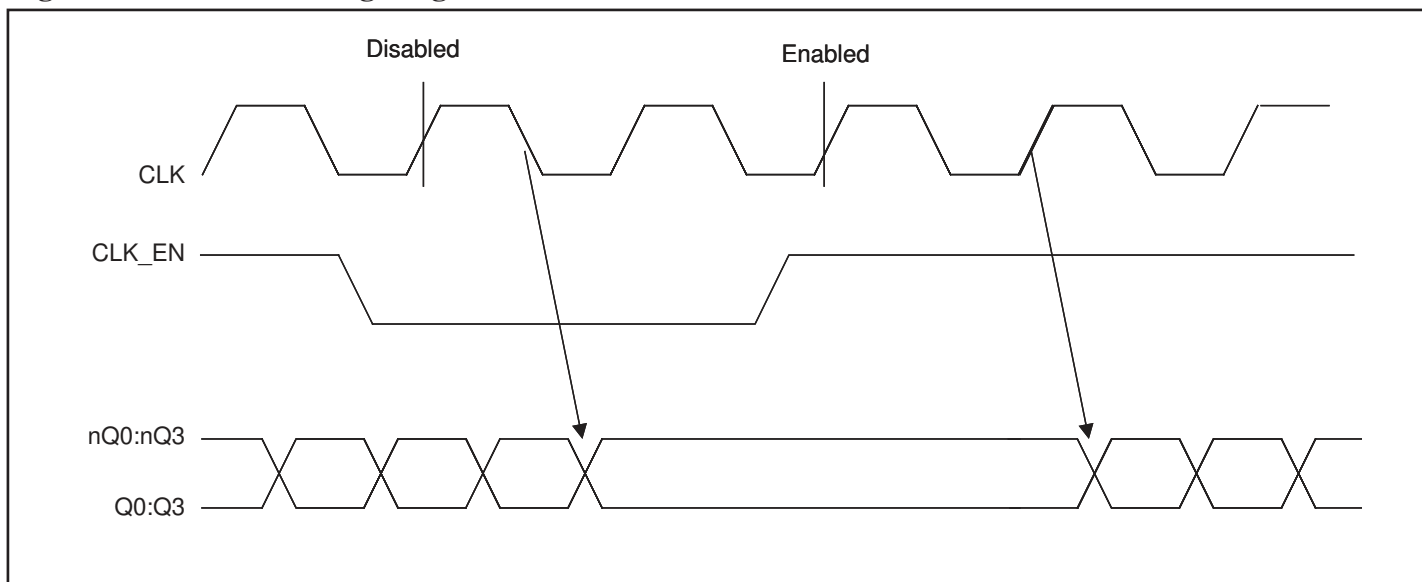 Disabled
Enabled
CLK
CLK_EN
nQ0:nQ3
Q0:Q3